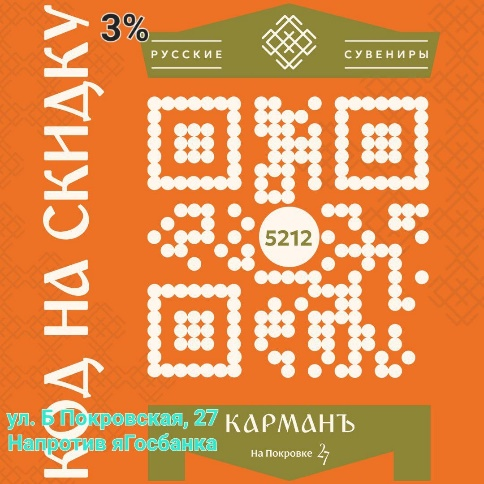 3%
КОД НА СКИДКУ
РУССКИЕ СУВЕНИРЫ
5212
ул. Б Покровская, 27
Напротив яГосбанка
КАРМАНЪ
На Покровке 27